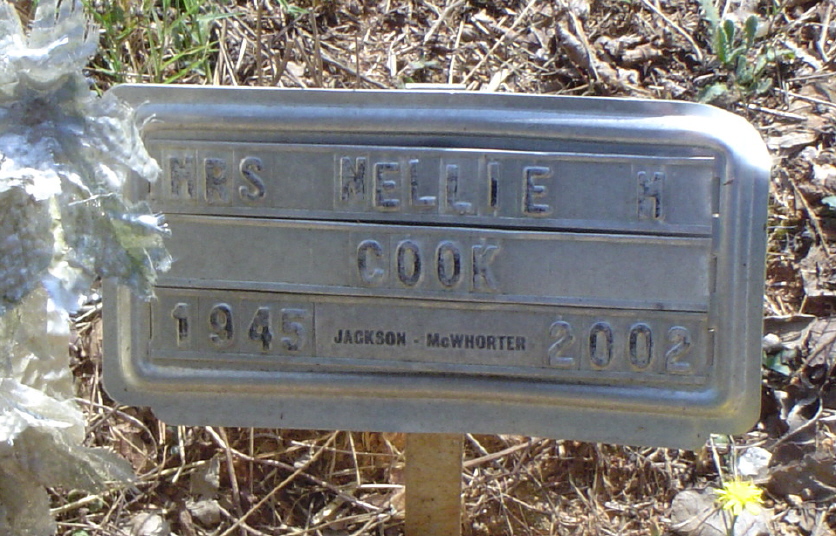 MRS NELLIE M
COOK
1945 JACKSON - McWHORTER 2002